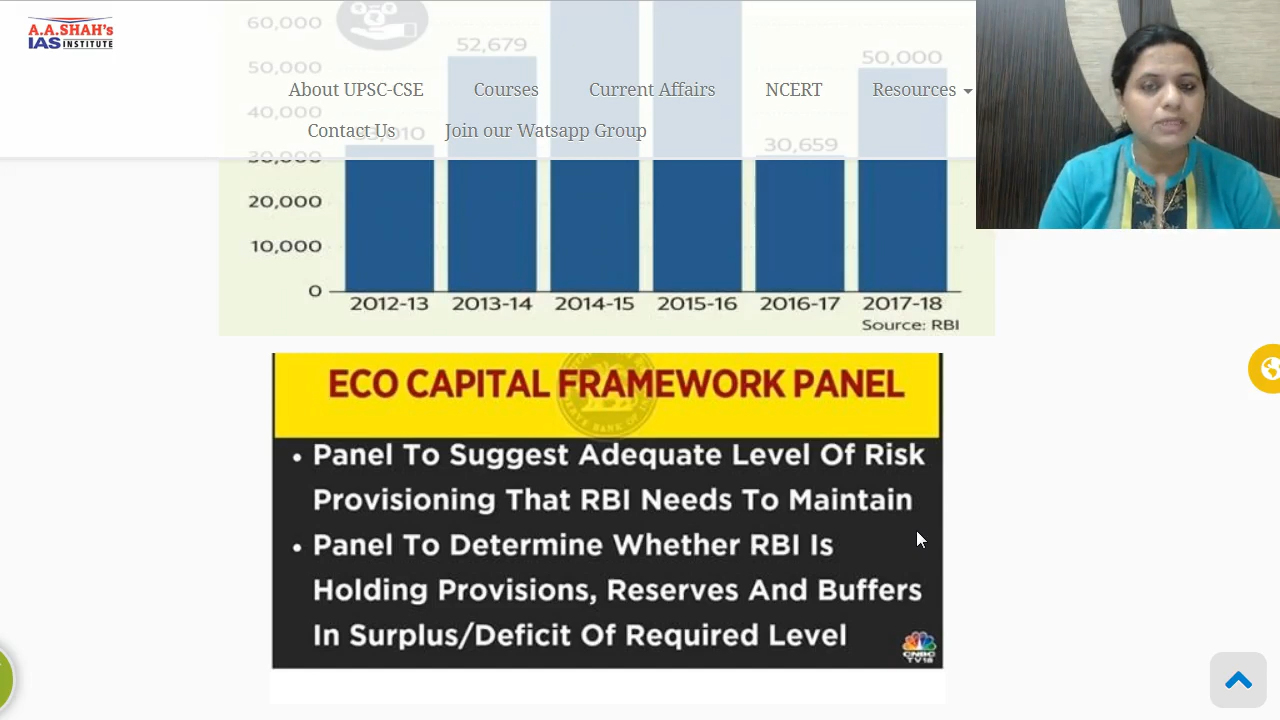 A.A.SHAH's
IAS INSTITUTE
About UPSC-CSE
Courses
Current Affairs
NCERT
Resources
Contact Us
Join our Watsapp Group
60,000
50,000
40,000
30,000
20,000
10,000
0
52,679
30,659
50,000
2012-13
2013-14
2014-15
2015-16
2016-17
2017-18
Source: RBI
ECO CAPITAL FRAMEWORK PANEL
• Panel To Suggest Adequate Level Of Risk
Provisioning That RBI Needs To Maintain
• Panel To Determine Whether RBI Is
Holding Provisions, Reserves And Buffers
In Surplus/Deficit Of Required Level
CNBC
TV18